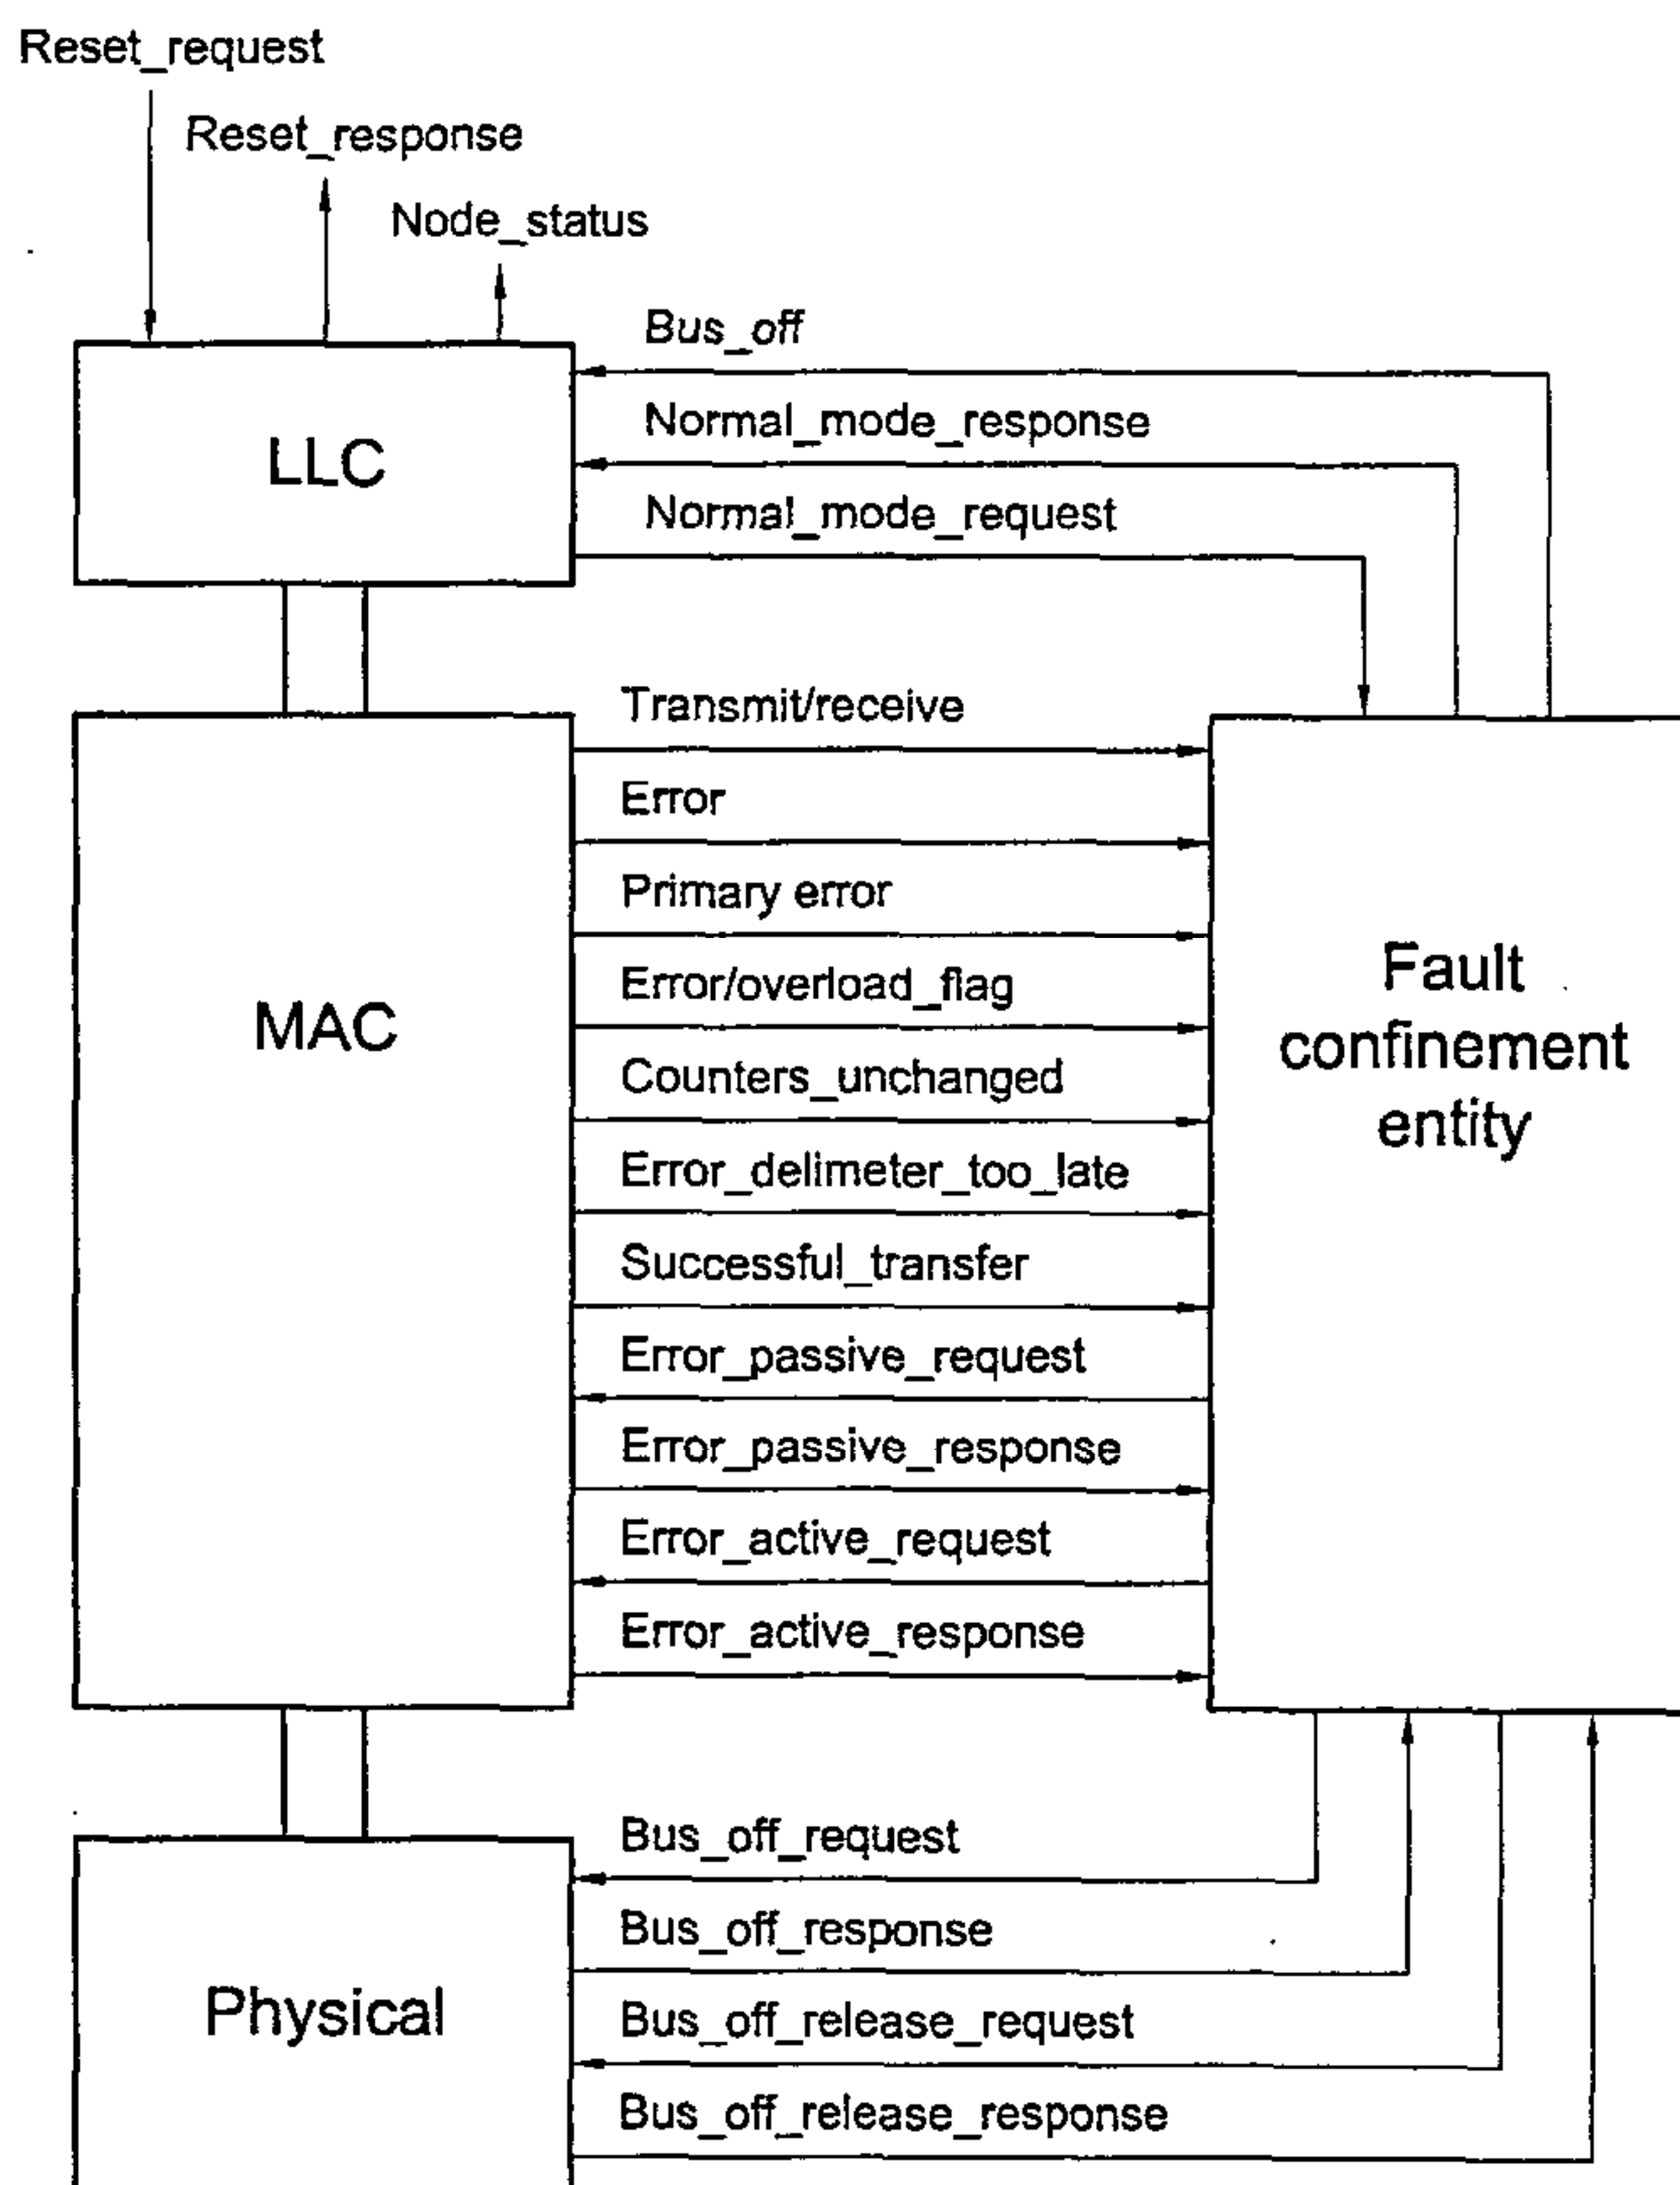 Reset_request
Reset_response
Node_status
Bus_off
Normal_mode_response
LLC
Normal_mode_request
Transmit/receive
Error
Primary error
Error/overload_flag
MAC
Fault
confinement
entity
Counters_unchanged
Error_delimeter_too_late
Successful_transfer
Error_passive_request
Error_passive_response
Error_active_request
Error_active_response
Bus_off_request
Bus_off_response
Physical
Bus_off_release_request
Bus_off_release_response